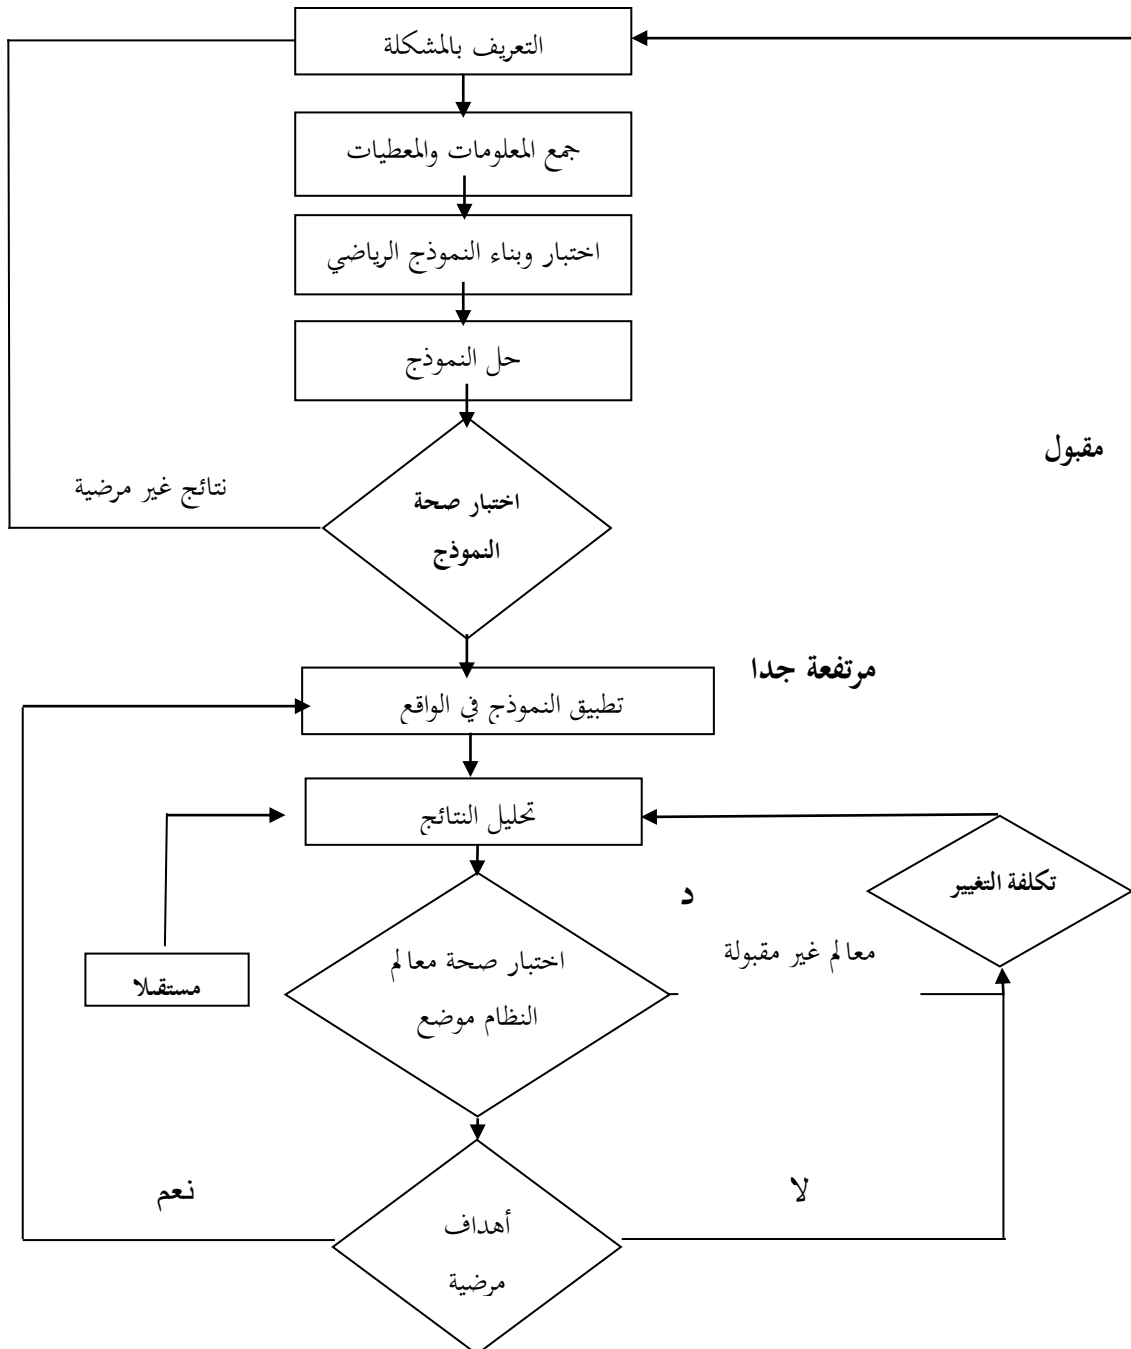 التعريف بالمشكلة
جمع المعلومات والمعطيات
اختبار وبناء النموذج الرياضي
حل النموذج
مقبول
نتائج غير مرضية
اختبار صحة
النموذج
مرتفعة جدا
تطبيق النموذج في الواقع
تحليل النتائج
تكلفة التغيير
د
معالم غير مقبولة
اختبار صحة معالم
النظام موضع
مستقبلا
نعم
لا
أهداف
مرضية